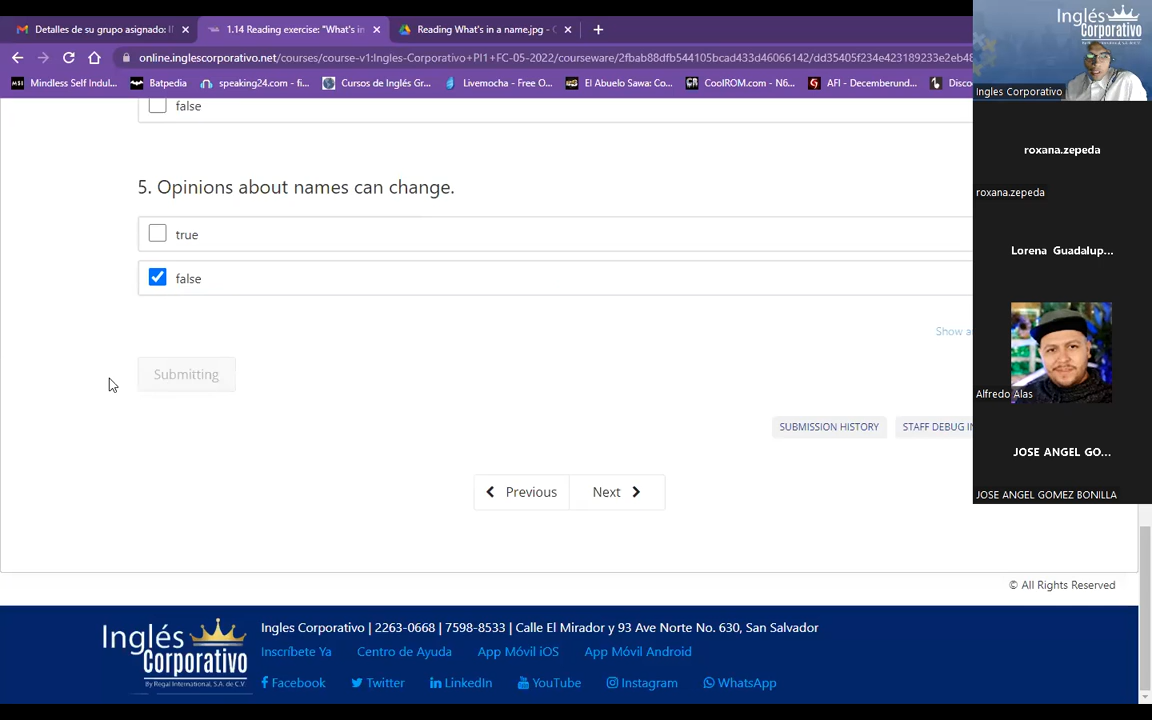 Detalles de su grupo asignado: I
1.14 Reading exercise: "What's in
Reading What's in a name.jpg -
online.inglescorporativo.net/courses/course-v1:Ingles-Corporativo+PI1+FC-05-2022/courseware/2fbab88dfb544105bcad433d46066142/dd35405f234e423189233e2eb48
Mindless Self Indul...
Batpedia
speaking24.com - fi...
Cursos de Inglés Gr...
Livemocha - Free O...
El Abuelo Sawa: Co...
CoolROM.com - N6...
AFI - Decemberund...
Disco
false
5. Opinions about names can change.
true
false
Show a
Submitting
SUBMISSION HISTORY
STAFF DEBUG IN
Previous
Next
© All Rights Reserved
Inglés
Corporativo
By Regal International, S.A. de C.V
Ingles Corporativo | 2263-0668 | 7598-8533 | Calle El Mirador y 93 Ave Norte No. 630, San Salvador
Inscríbete Ya
Centro de Ayuda
App Móvil iOS
App Móvil Android
Facebook
Twitter
LinkedIn
YouTube
Instagram
WhatsApp
Inglés
Corporativo
Ingles Corporativo
roxana.zepeda
roxana.zepeda
Lorena Guadalup...
Alfredo Alas
JOSE ANGEL GO...
JOSE ANGEL GOMEZ BONILLA